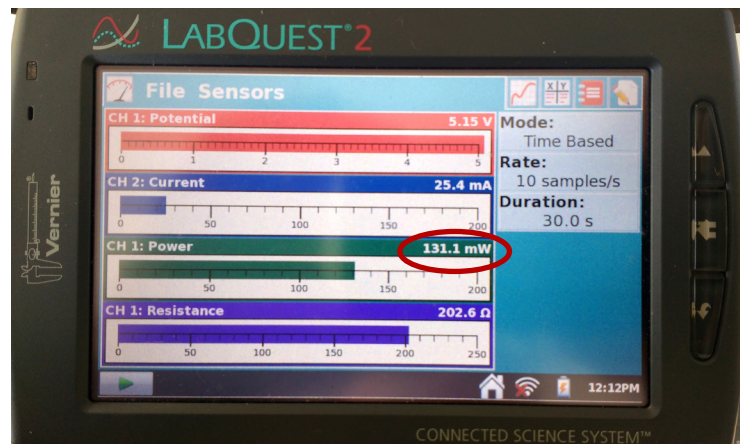 LABQUEST®2
File Sensors
CH 1: Potential 5.15 V
0 1 2 3 4 5
CH 2: Current 25.4 mA
0 50 100 150 200
CH 1: Power 131.1 mW
0 50 100 150 200
CH 1: Resistance 202.6 Ω
0 50 100 150 200 250
X Y
Mode:
Time Based
Rate:
10 samples/s
Duration:
30.0 s
12:12PM
Vernier
CONNECTED SCIENCE SYSTEM™